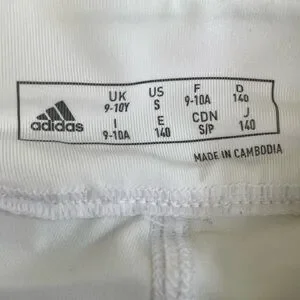 UK US F D
9-10Y S 9-10A 140
adidas
I E CDN J
9-10A 140 S/P 140
MADE IN CAMBODIA